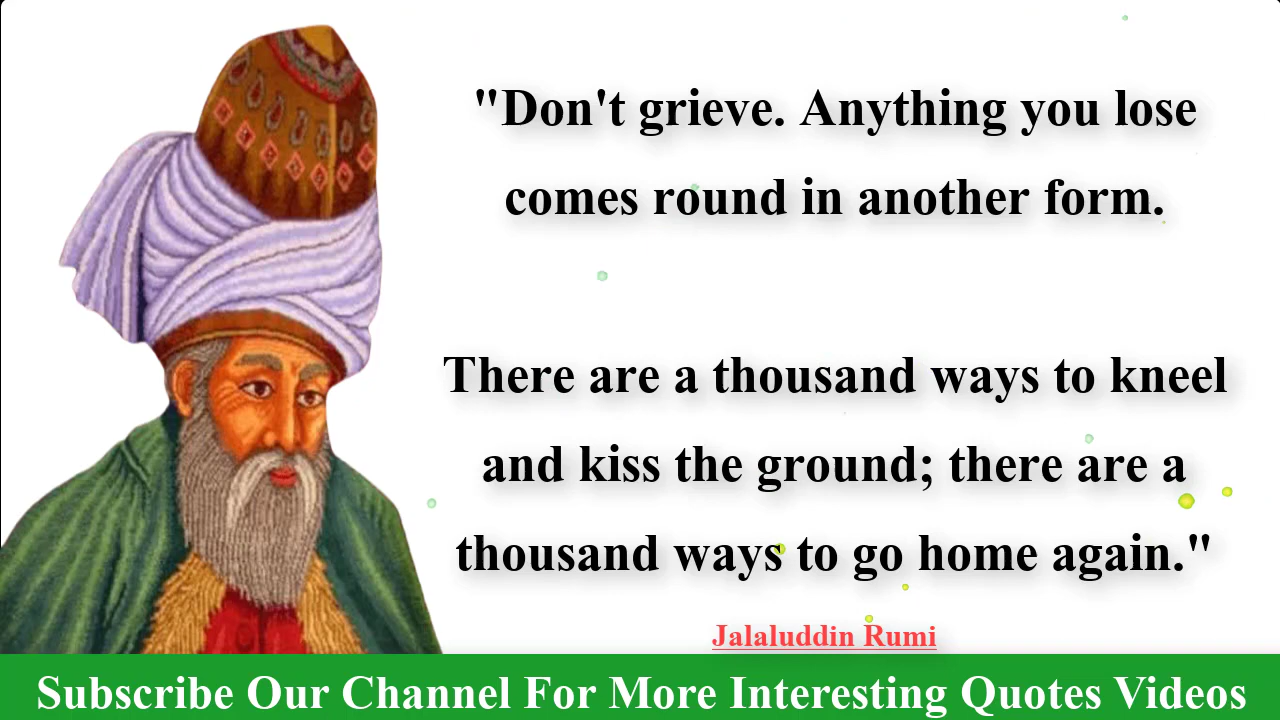 "Don't grieve. Anything you lose
comes round in another form.
There are a thousand ways to kneel
and kiss the ground; there are a
thousand ways to go home again."
Jalaluddin Rumi
Subscribe Our Channel For More Interesting Quotes Videos